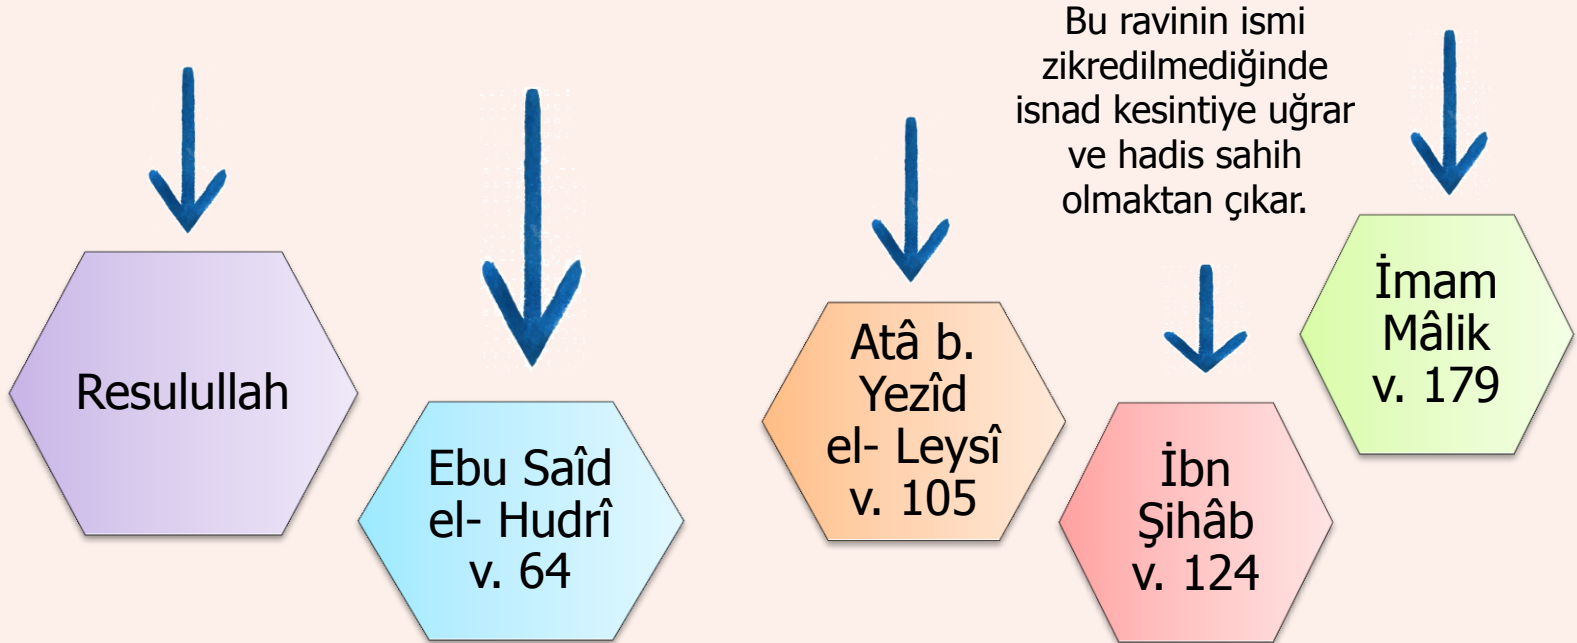 Bu ravinin ismi
zikredilmediğinde
isnad kesintiye uğrar
ve hadis sahih
olmaktan çıkar.
Resulullah
Ebu Saîd
el- Hudrî
v. 64
Atâ b.
Yezîd
el- Leysî
v. 105
İbn
Şihâb
v. 124
İmam
Mâlik
v. 179